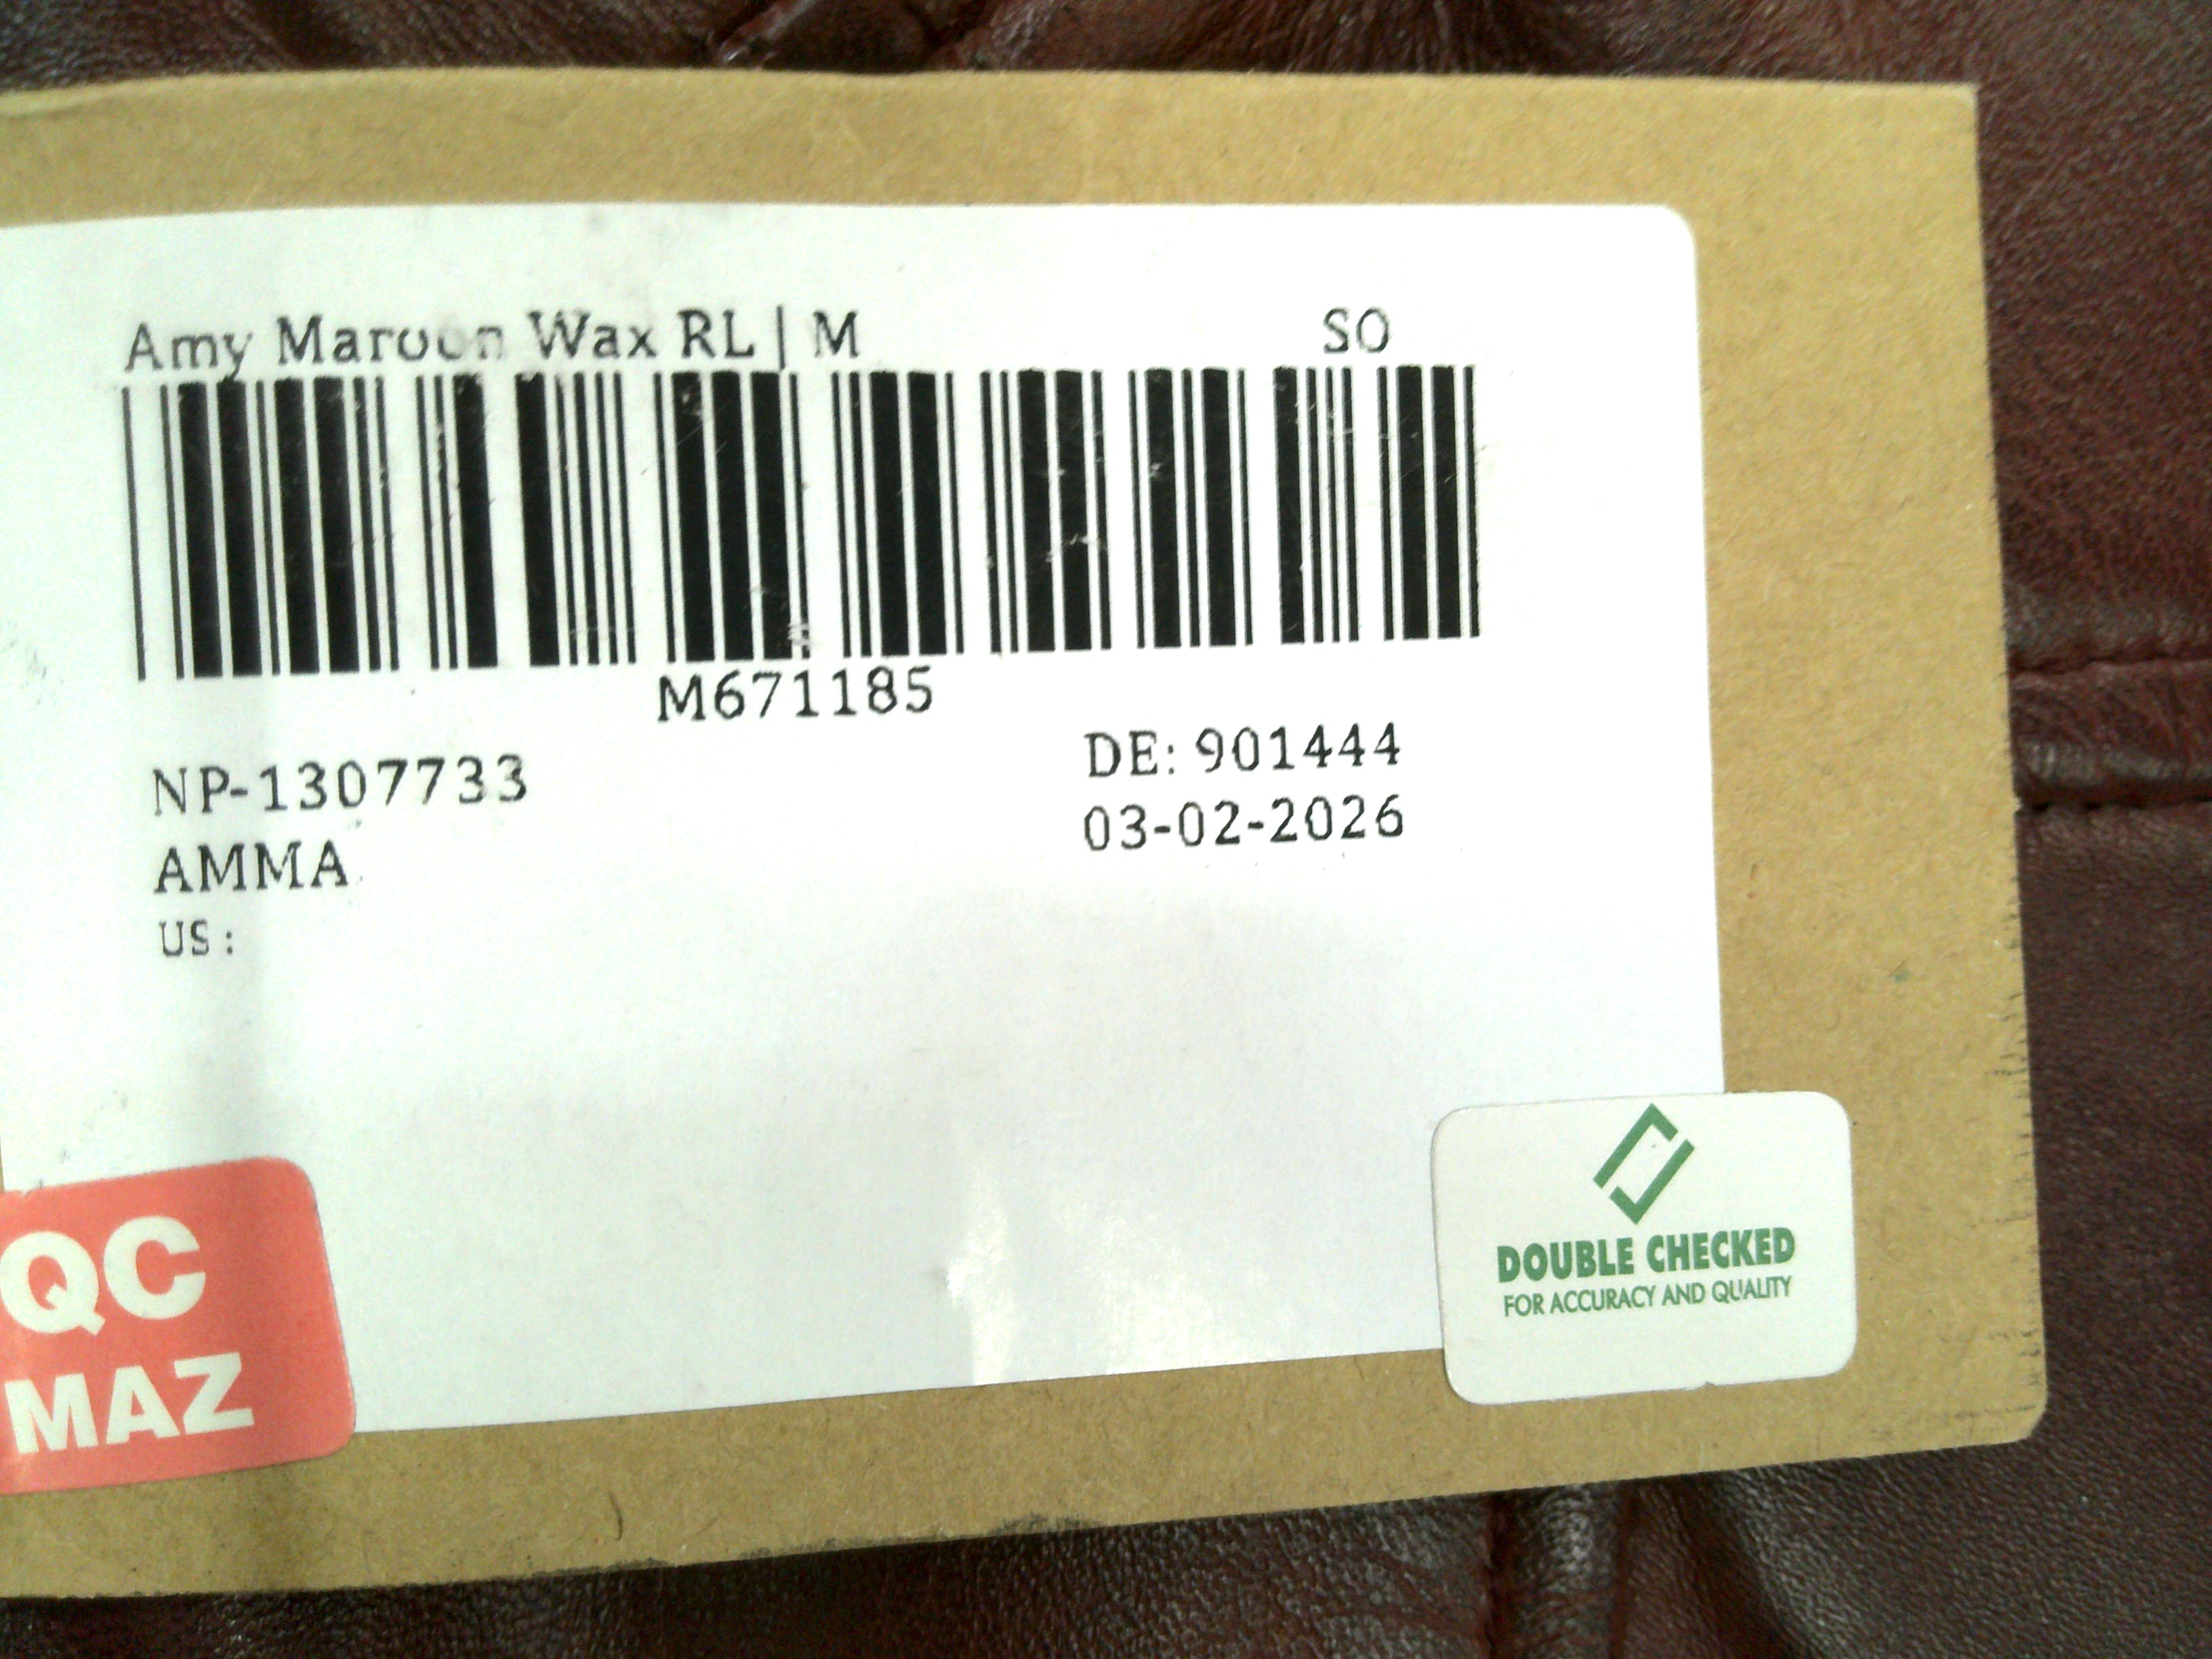 Amy Maroon Wax RL | M SO
M671185
NP-1307733 DE: 901444
AMMA 03-02-2026
US :
QC
MAZ
DOUBLE CHECKED
FOR ACCURACY AND QUALITY